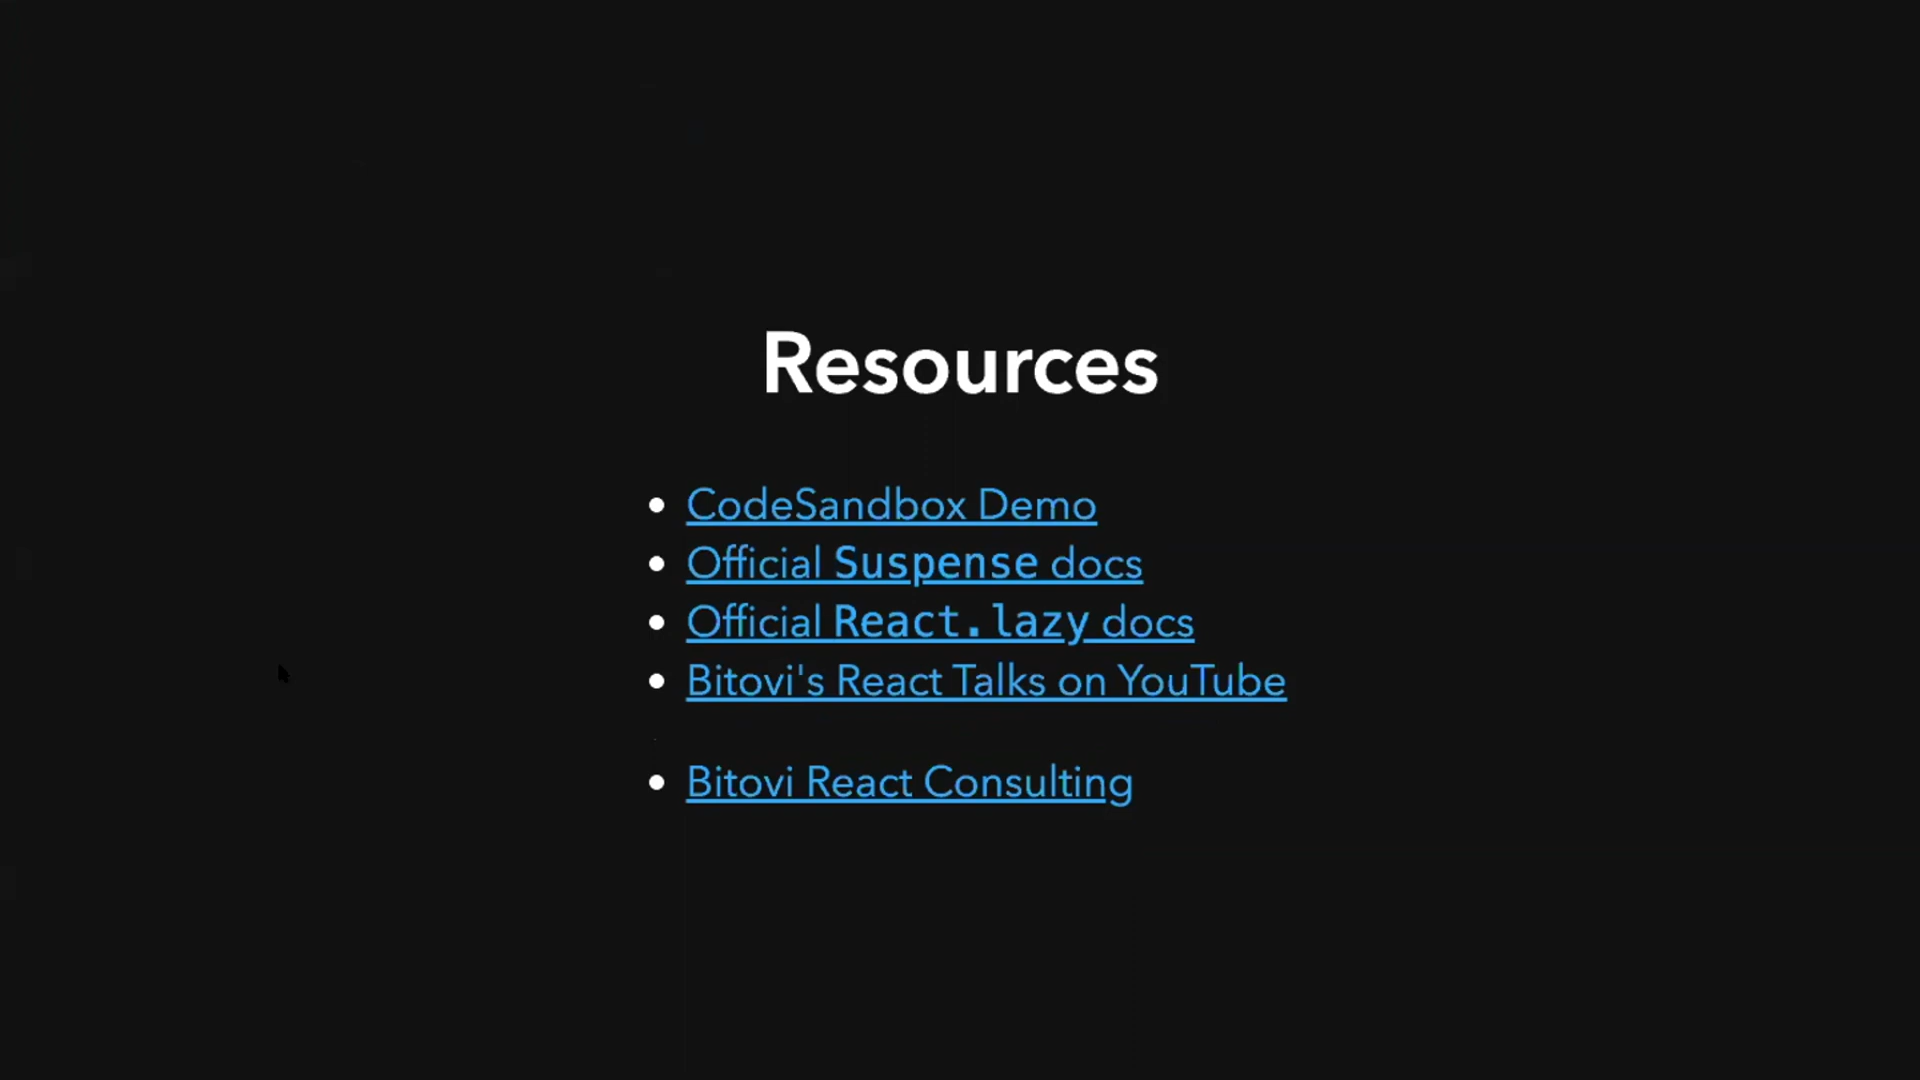 Resources
CodeSandbox Demo
Official Suspense docs
Official React.lazy docs
Bitovi's React Talks on YouTube
Bitovi React Consulting